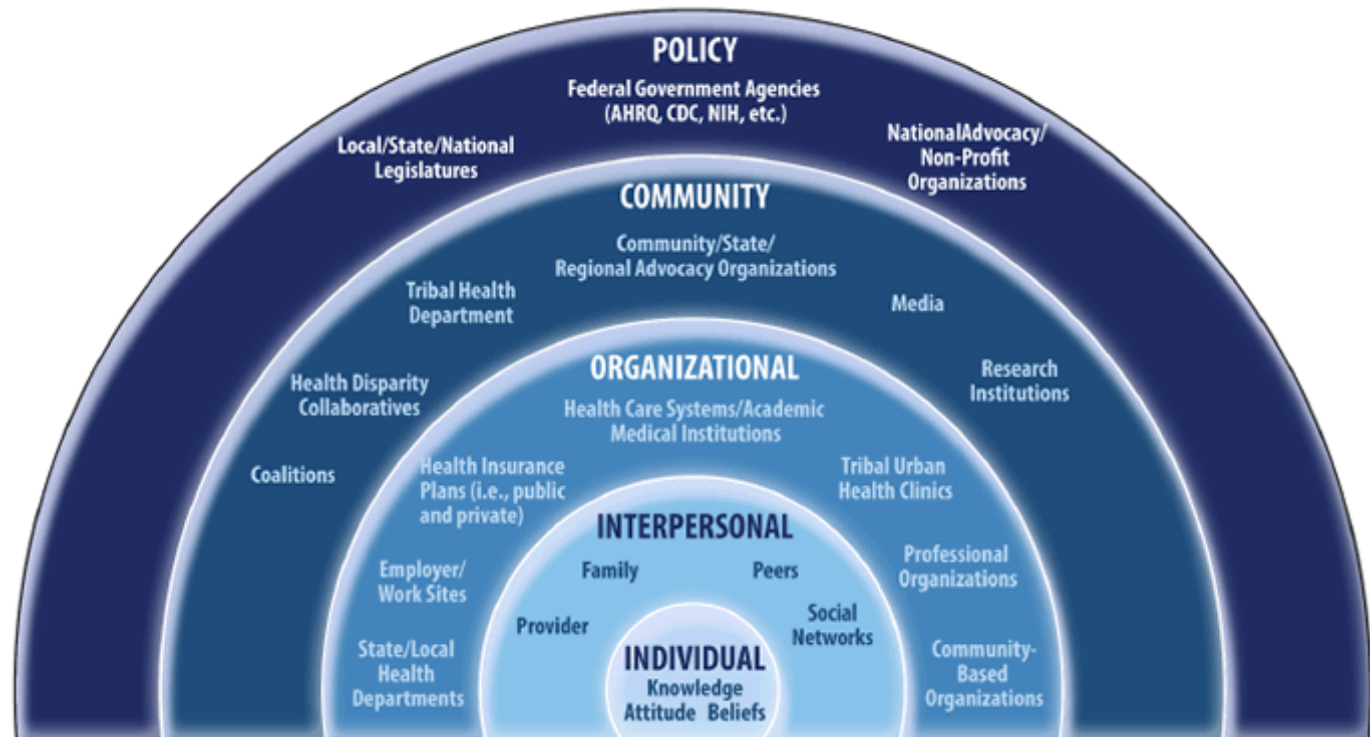 POLICY
Federal Government Agencies
(AHRQ, CDC, NIH, etc.)
Local/State/National
Legislatures
NationalAdvocacy/
Non-Profit
Organizations
COMMUNITY
Community/State/
Regional Advocacy Organizations
Tribal Health
Department
Media
Health Disparity
Collaboratives
Research
Institutions
Coalitions
ORGANIZATIONAL
Health Care Systems/Academic
Medical Institutions
Health Insurance
Plans (i.e., public
and private)
Tribal Urban
Health Clinics
Employer/
Work Sites
Professional
Organizations
State/Local
Health
Departments
Community-
Based
Organizations
INTERPERSONAL
Family
Peers
Provider
Social
Networks
INDIVIDUAL
Knowledge
Attitude Beliefs